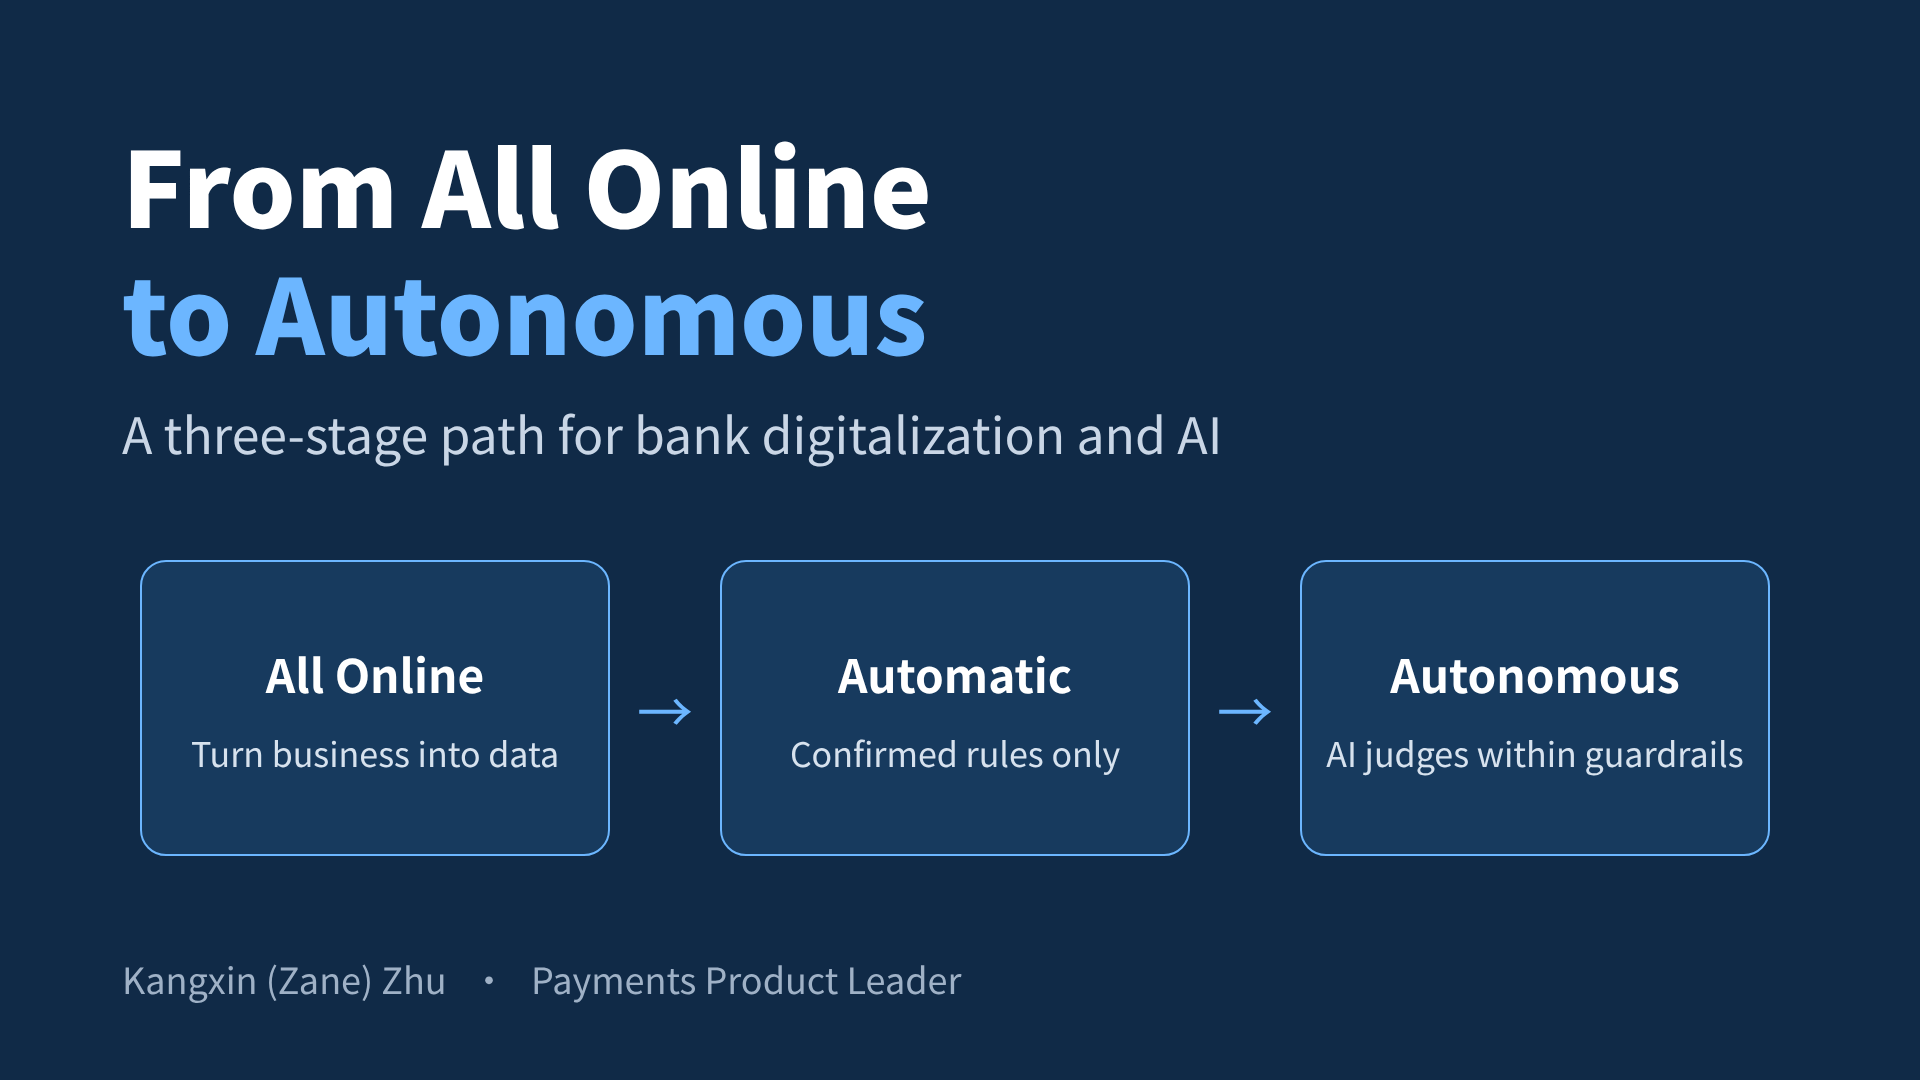 From All Online
to Autonomous
A three-stage path for bank digitalization and AI
All Online
Turn business into data
→
Automatic
Confirmed rules only
→
Autonomous
AI judges within guardrails
Kangxin (Zane) Zhu • Payments Product Leader